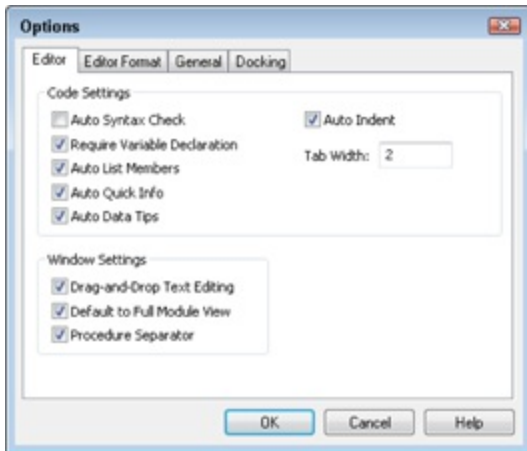 Options
Editor Editor Format General Docking
Code Settings
Auto Syntax Check
Auto Indent
Require Variable Declaration
Tab Width: 2
Auto List Members
Auto Quick Info
Auto Data Tips
Window Settings
Drag-and-Drop Text Editing
Default to Full Module View
Procedure Separator
OK Cancel Help